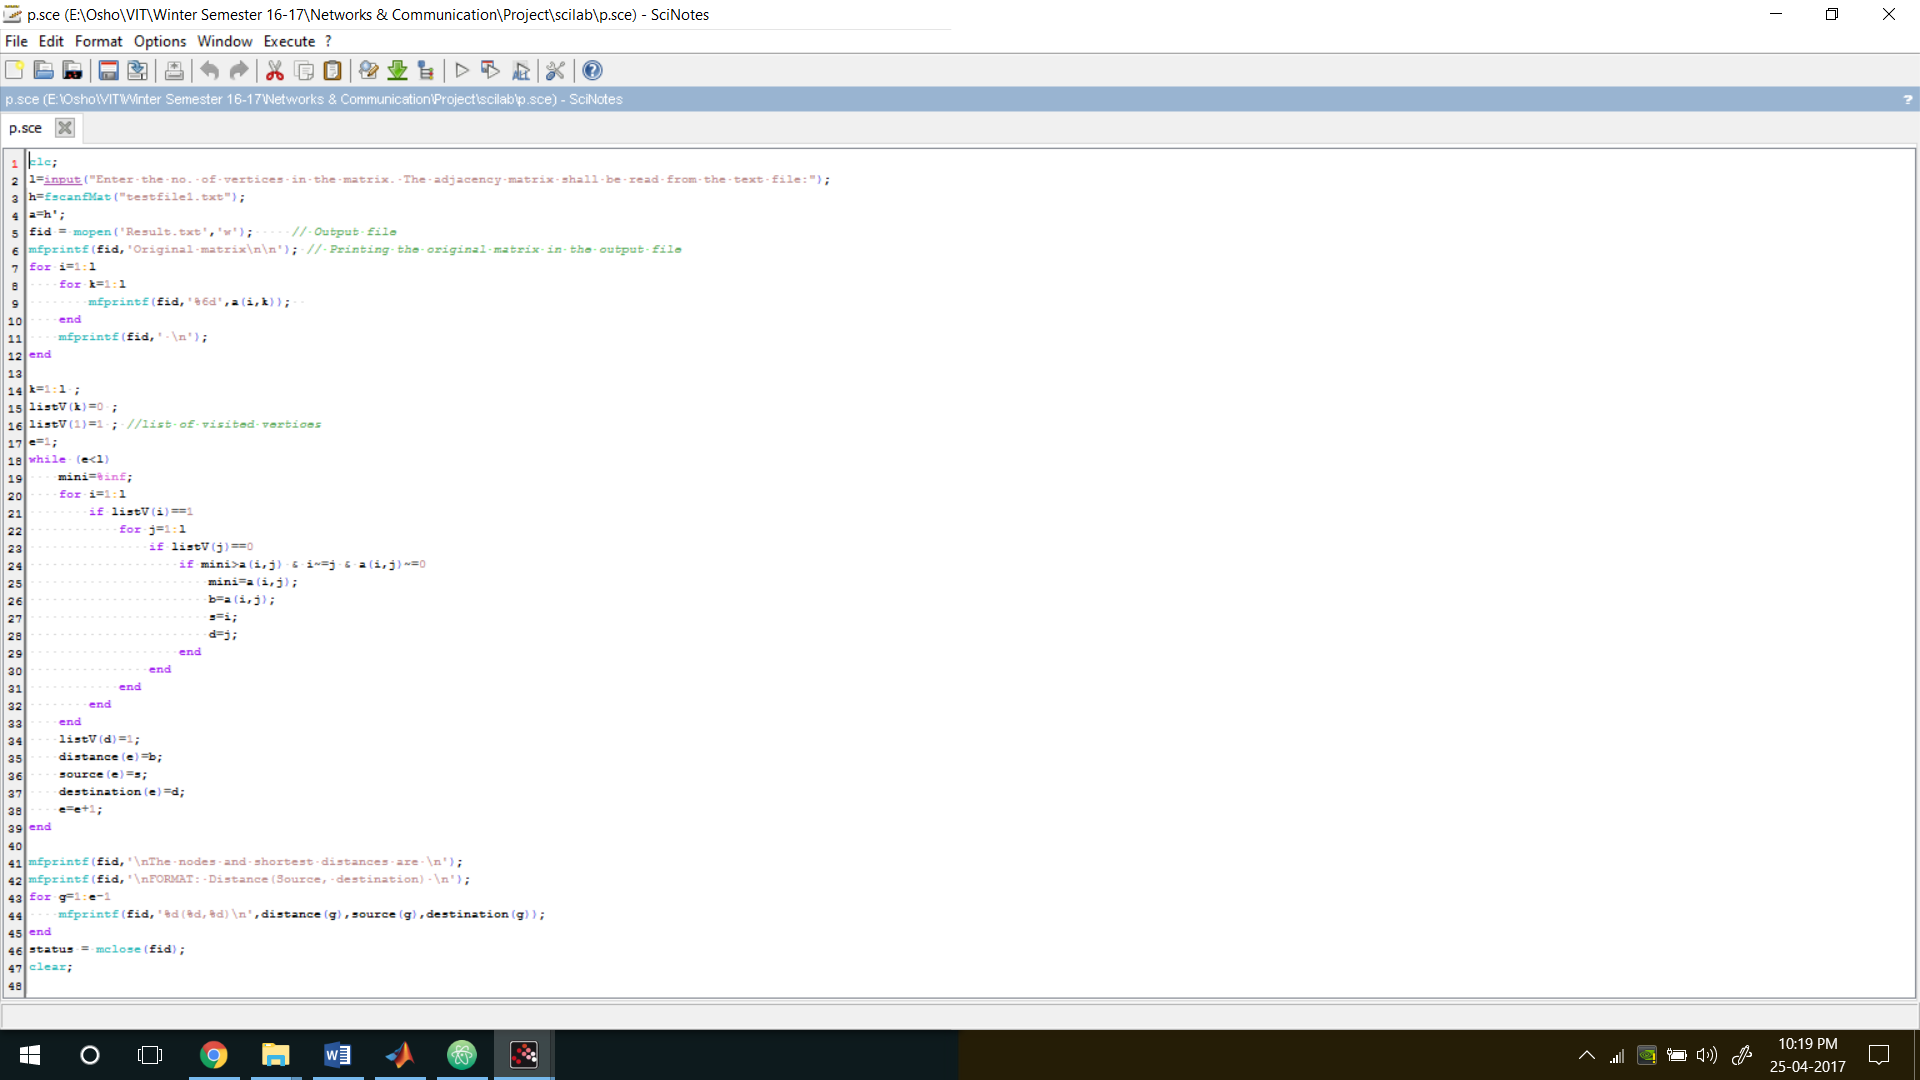 p.sce (E:\Osho\VIT\Winter Semester 16-17\Networks & Communication\Project\scilab\p.sce) - SciNotes
File Edit Format Options Window Execute ?
p.sce (E:\Osho\VIT\Winter Semester 16-17\Networks & Communication\Project\scilab\p.sce) - SciNotes ?
p.sce
1 clc;
2 l=input("Enter the no. of vertices in the matrix. The adjacency matrix shall be read from the text file:");
3 h=fscanfMat("testfile1.txt");
4 a=h';
5 fid = mopen('Result.txt','w');     // Output file
6 mfprintf(fid,'Original matrix\n\n'); // Printing the original matrix in the output file
7 for i=1:l
8     for k=1:l
9         mfprintf(fid,'%6d',a(i,k));
10     end
11     mfprintf(fid,' \n');
12 end
13
14 k=1:l ;
15 listV(k)=0 ;
16 listV(1)=1 ; //list of visited vertices
17 e=1;
18 while (e<l)
19     mini=%inf;
20     for i=1:l
21         if listV(i)==1
22             for j=1:l
23                 if listV(j)==0
24                     if mini>a(i,j) & i~=j & a(i,j)~=0
25                         mini=a(i,j);
26                         b=a(i,j);
27                         s=i;
28                         d=j;
29                     end
30                 end
31             end
32         end
33     end
34     listV(d)=1;
35     distance(e)=b;
36     source(e)=s;
37     destination(e)=d;
38     e=e+1;
39 end
40
41 mfprintf(fid,'\nThe nodes and shortest distances are \n');
42 mfprintf(fid,'\nFORMAT: Distance(Source, destination) \n');
43 for g=1:e-1
44     mfprintf(fid,'%d(%d,%d)\n',distance(g),source(g),destination(g));
45 end
46 status = mclose(fid);
47 clear;
48
10:19 PM
25-04-2017